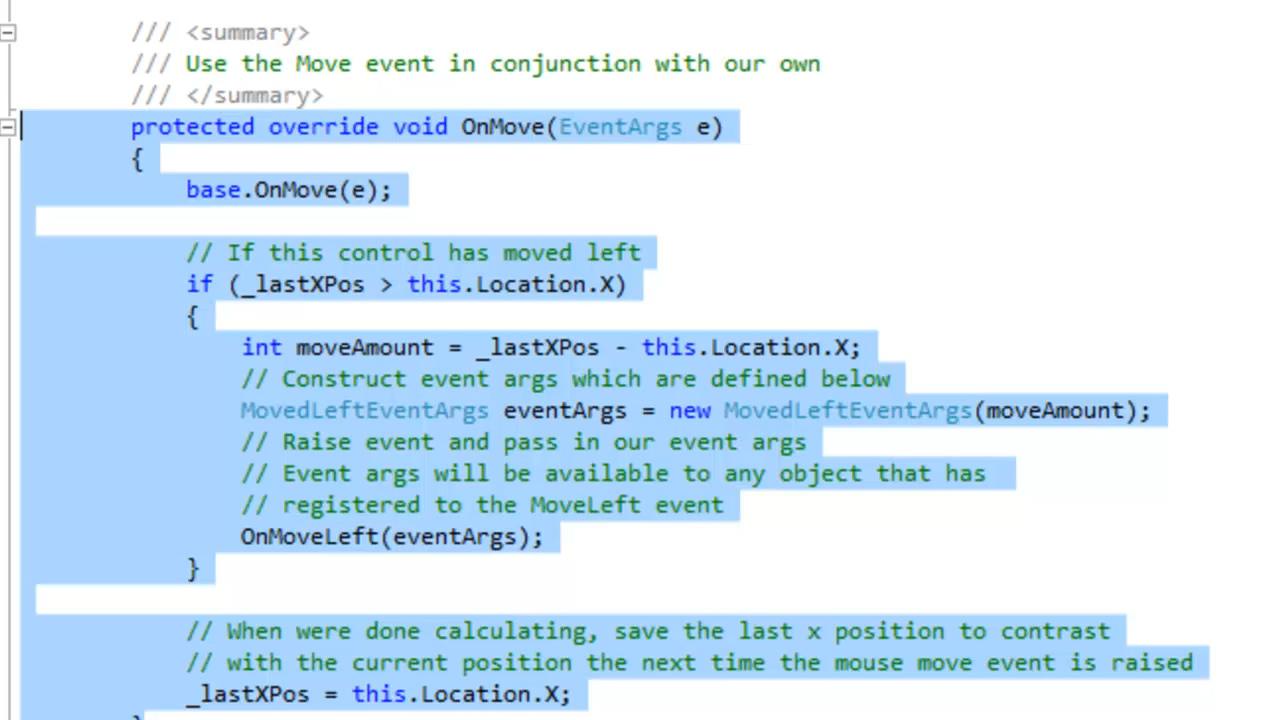 /// <summary>
/// Use the Move event in conjunction with our own
/// </summary>
protected override void OnMove(EventArgs e)
{
base.OnMove(e);
// If this control has moved left
if (_lastXPos > this.Location.X)
{
int moveAmount = _lastXPos - this.Location.X;
// Construct event args which are defined below
MovedLeftEventArgs eventArgs = new MovedLeftEventArgs(moveAmount);
// Raise event and pass in our event args
// Event args will be available to any object that has
// registered to the MoveLeft event
OnMoveLeft(eventArgs);
}
// When were done calculating, save the last x position to contrast
// with the current position the next time the mouse move event is raised
_lastXPos = this.Location.X;